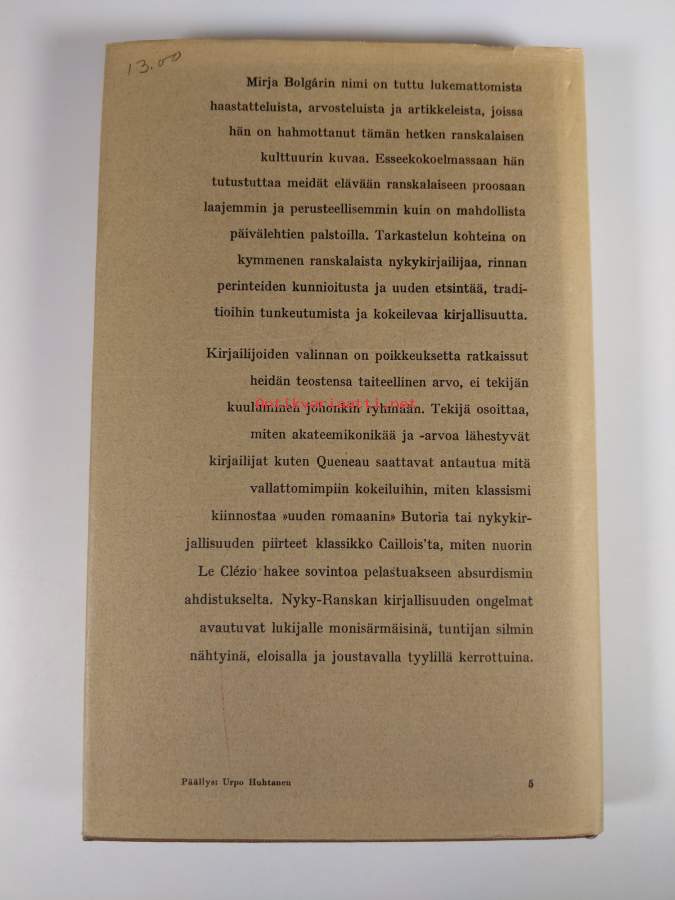 13.00
Mirja Bolgárin nimi on tuttu lukemattomista
haastatteluista, arvosteluista ja artikkeleista, joissa
hän on hahmottanut tämän hetken ranskalaisen
kulttuurin kuvaa. Esseekokoelmassaan hän
tutustuttaa meidät elävään ranskalaiseen proosaan
laajemmin ja perusteellisemmin kuin on mahdollista
päivälehtien palstoilla. Tarkastelun kohteina on
kymmenen ranskalaista nykykirjailijaa, rinnan
perinteiden kunnioitusta ja uuden etsintää, tradi-
tioihin tunkeutumista ja kokeilevaa kirjallisuutta.
Kirjailijoiden valinnan on poikkeuksetta ratkaissut
heidän teostensa taiteellinen arvo, ei tekijän
Antikvariaatti.net
kuuluminen johonkin ryhmään. Tekijä osoittaa,
miten akateemikonikää ja -arvoa lähestyvät
kirjailijat kuten Queneau saattavat antautua mitä
vallattomimpiin kokeiluihin, miten klassismi
kiinnostaa »uuden romaanin» Butoria tai nykykir-
jallisuuden piirteet klassikko Caillois'ta, miten nuorin
Le Clézio hakee sovintoa pelastuakseen absurdismin
ahdistukselta. Nyky-Ranskan kirjallisuuden ongelmat
avautuvat lukijalle monisärmäisinä, tuntijan silmin
nähtyinä, eloisalla ja joustavalla tyylillä kerrottuina.
Päällys: Urpo Huhtanen 5